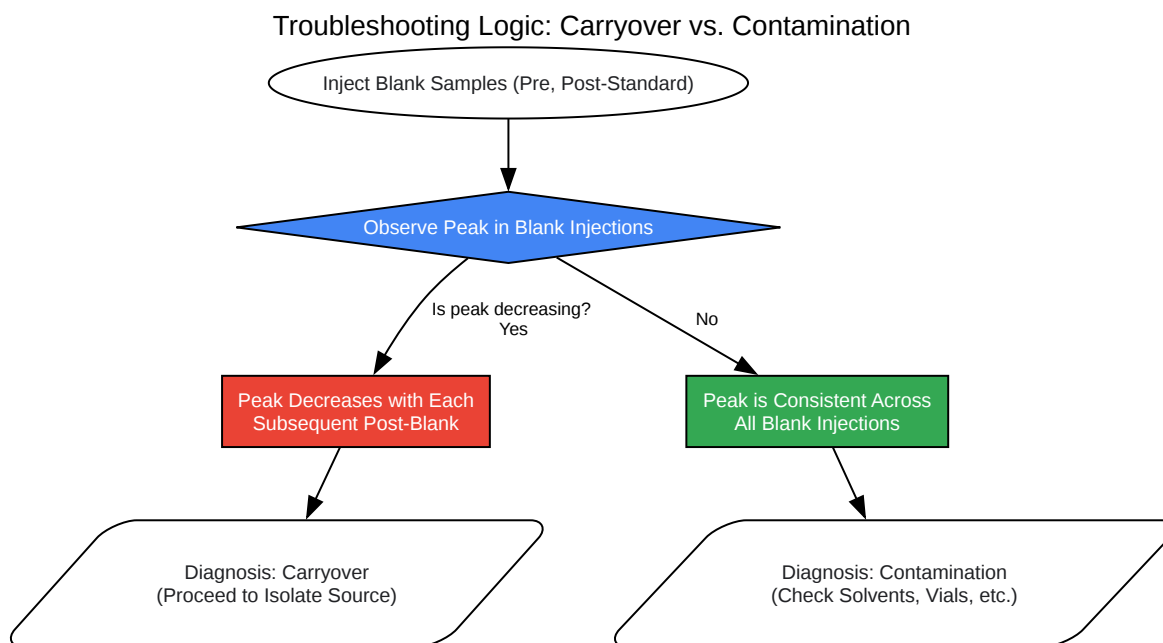 Troubleshooting Logic: Carryover vs. Contamination
Inject Blank Samples (Pre, Post-Standard)
Observe Peak in Blank Injections
Is peak decreasing?
Yes
No
Peak Decreases with Each
Subsequent Post-Blank
Peak is Consistent Across
All Blank Injections
Diagnosis: Carryover
(Proceed to Isolate Source)
Diagnosis: Contamination
(Check Solvents, Vials, etc.)